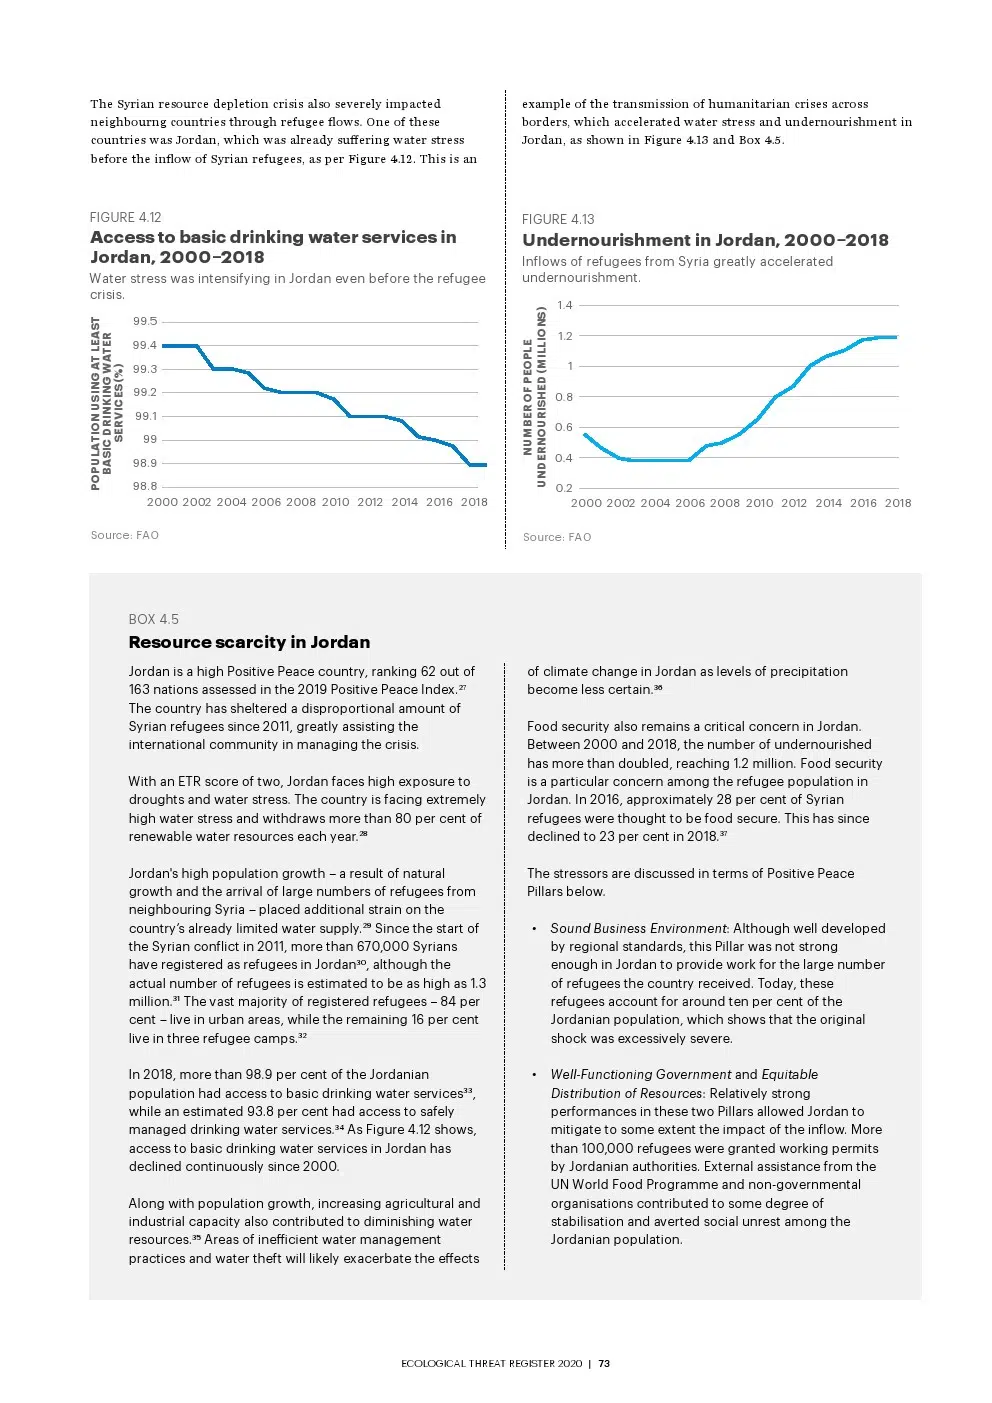 The Syrian resource depletion crisis also severely impacted
neighbourng countries through refugee flows. One of these
countries was Jordan, which was already suffering water stress
before the inflow of Syrian refugees, as per Figure 4.12. This is an
example of the transmission of humanitarian crises across
borders, which accelerated water stress and undernourishment in
Jordan, as shown in Figure 4.13 and Box 4.5.
FIGURE 4.12
Access to basic drinking water services in
Jordan, 2000–2018
Water stress was intensifying in Jordan even before the refugee
crisis.
POPULATION USING AT LEAST
BASIC DRINKING WATER
SERVICES (%)
99.5
99.4
99.3
99.2
99.1
99
98.9
98.8
2000 2002 2004 2006 2008 2010 2012 2014 2016 2018
Source: FAO
FIGURE 4.13
Undernourishment in Jordan, 2000–2018
Inflows of refugees from Syria greatly accelerated
undernourishment.
NUMBER OF PEOPLE
UNDERNOURISHED (MILLIONS)
1.4
1.2
1
0.8
0.6
0.4
0.2
2000 2002 2004 2006 2008 2010 2012 2014 2016 2018
Source: FAO
BOX 4.5
Resource scarcity in Jordan
Jordan is a high Positive Peace country, ranking 62 out of
163 nations assessed in the 2019 Positive Peace Index.²⁷
The country has sheltered a disproportional amount of
Syrian refugees since 2011, greatly assisting the
international community in managing the crisis.
With an ETR score of two, Jordan faces high exposure to
droughts and water stress. The country is facing extremely
high water stress and withdraws more than 80 per cent of
renewable water resources each year.²⁸
Jordan's high population growth – a result of natural
growth and the arrival of large numbers of refugees from
neighbouring Syria – placed additional strain on the
country’s already limited water supply.²⁹ Since the start of
the Syrian conflict in 2011, more than 670,000 Syrians
have registered as refugees in Jordan³⁰, although the
actual number of refugees is estimated to be as high as 1.3
million.³¹ The vast majority of registered refugees – 84 per
cent – live in urban areas, while the remaining 16 per cent
live in three refugee camps.³²
In 2018, more than 98.9 per cent of the Jordanian
population had access to basic drinking water services³³,
while an estimated 93.8 per cent had access to safely
managed drinking water services.³⁴ As Figure 4.12 shows,
access to basic drinking water services in Jordan has
declined continuously since 2000.
Along with population growth, increasing agricultural and
industrial capacity also contributed to diminishing water
resources.³⁵ Areas of inefficient water management
practices and water theft will likely exacerbate the effects
of climate change in Jordan as levels of precipitation
become less certain.³⁶
Food security also remains a critical concern in Jordan.
Between 2000 and 2018, the number of undernourished
has more than doubled, reaching 1.2 million. Food security
is a particular concern among the refugee population in
Jordan. In 2016, approximately 28 per cent of Syrian
refugees were thought to be food secure. This has since
declined to 23 per cent in 2018.³⁷
The stressors are discussed in terms of Positive Peace
Pillars below.
• Sound Business Environment: Although well developed
by regional standards, this Pillar was not strong
enough in Jordan to provide work for the large number
of refugees the country received. Today, these
refugees account for around ten per cent of the
Jordanian population, which shows that the original
shock was excessively severe.
• Well-Functioning Government and Equitable
Distribution of Resources: Relatively strong
performances in these two Pillars allowed Jordan to
mitigate to some extent the impact of the inflow. More
than 100,000 refugees were granted working permits
by Jordanian authorities. External assistance from the
UN World Food Programme and non-governmental
organisations contributed to some degree of
stabilisation and averted social unrest among the
Jordanian population.
ECOLOGICAL THREAT REGISTER 2020 | 73